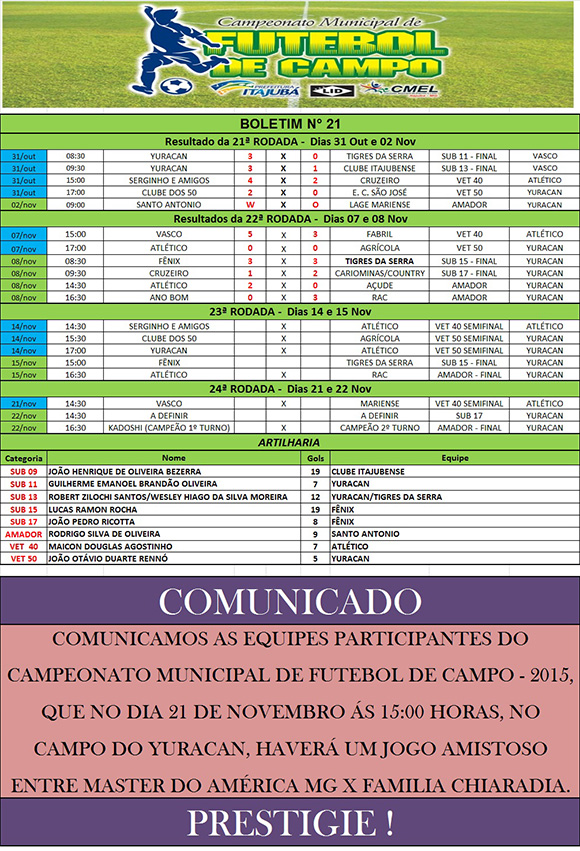 Campeonato Municipal de
FUTEBOL
DE CAMPO
PREFEITURA ITAJUBÁ LID CMEL
BOLETIM Nº 21
Resultado da 21ª RODADA - Dias 31 Out e 02 Nov
31/out 08:30 YURACAN 3 X 0 TIGRES DA SERRA SUB 11 - FINAL VASCO
31/out 09:30 YURACAN 3 X 1 CLUBE ITAJUBENSE SUB 13 - FINAL VASCO
31/out 15:00 SERGINHO E AMIGOS 4 X 2 CRUZEIRO VET 40 ATLÉTICO
31/out 17:00 CLUBE DOS 50 2 X 0 E. C. SÃO JOSÉ VET 50 YURACAN
02/nov 09:00 SANTO ANTONIO W X O LAGE MARIENSE AMADOR YURACAN
Resultados da 22ª RODADA - Dias 07 e 08 Nov
07/nov 15:00 VASCO 5 X 3 FABRIL VET 40 ATLÉTICO
07/nov 17:00 ATLÉTICO 0 X 0 AGRÍCOLA VET 50 YURACAN
08/nov 08:30 FÊNIX 3 X 3 TIGRES DA SERRA SUB 15 - FINAL YURACAN
08/nov 09:30 CRUZEIRO 1 X 2 CARIOMINAS/COUNTRY SUB 17 - FINAL YURACAN
08/nov 14:30 ATLÉTICO 2 X 0 AÇUDE AMADOR YURACAN
08/nov 16:30 ANO BOM 0 X 3 RAC AMADOR YURACAN
23ª RODADA - Dias 14 e 15 Nov
14/nov 14:30 SERGINHO E AMIGOS X ATLÉTICO VET 40 SEMIFINAL ATLÉTICO
14/nov 15:30 CLUBE DOS 50 X AGRÍCOLA VET 50 SEMIFINAL YURACAN
14/nov 17:00 YURACAN X ATLÉTICO VET 50 SEMIFINAL YURACAN
15/nov 15:00 FÊNIX TIGRES DA SERRA SUB 15 - FINAL YURACAN
15/nov 16:30 ATLÉTICO X RAC AMADOR - FINAL YURACAN
24ª RODADA - Dias 21 e 22 Nov
21/nov 14:30 VASCO X MARIENSE VET 40 SEMIFINAL ATLÉTICO
22/nov 14:30 A DEFINIR A DEFINIR SUB 17 YURACAN
22/nov 16:30 KADOSHI (CAMPEÃO 1º TURNO) X CAMPEÃO 2º TURNO AMADOR - FINAL YURACAN
ARTILHARIA
Categoria Nome Gols Equipe
SUB 09 JOÃO HENRIQUE DE OLIVEIRA BEZERRA 19 CLUBE ITAJUBENSE
SUB 11 GUILHERME EMANOEL BRANDÃO OLIVEIRA 7 YURACAN
SUB 13 ROBERT ZILOCHI SANTOS/WESLEY HIAGO DA SILVA MOREIRA 12 YURACAN/TIGRES DA SERRA
SUB 15 LUCAS RAMON ROCHA 19 FÊNIX
SUB 17 JOÃO PEDRO RICOTTA 8 FÊNIX
AMADOR RODRIGO SILVA DE OLIVEIRA 9 SANTO ANTONIO
VET 40 MAICON DOUGLAS AGOSTINHO 7 ATLÉTICO
VET 50 JOÃO OTÁVIO DUARTE RENNÓ 5 YURACAN
COMUNICADO
COMUNICAMOS AS EQUIPES PARTICIPANTES DO
CAMPEONATO MUNICIPAL DE FUTEBOL DE CAMPO - 2015,
QUE NO DIA 21 DE NOVEMBRO ÁS 15:00 HORAS, NO
CAMPO DO YURACAN, HAVERÁ UM JOGO AMISTOSO
ENTRE MASTER DO AMÉRICA MG X FAMILIA CHIARADIA.
PRESTIGIE !